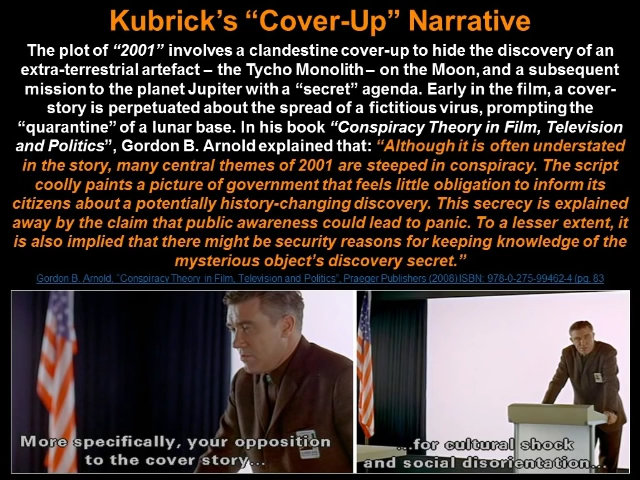 Kubrick's "Cover-Up" Narrative
The plot of "2001" involves a clandestine cover-up to hide the discovery of an
extra-terrestrial artefact – the Tycho Monolith – on the Moon, and a subsequent
mission to the planet Jupiter with a "secret" agenda. Early in the film, a cover-
story is perpetuated about the spread of a fictitious virus, prompting the
"quarantine" of a lunar base. In his book "Conspiracy Theory in Film, Television
and Politics", Gordon B. Arnold explained that: "Although it is often understated
in the story, many central themes of 2001 are steeped in conspiracy. The script
coolly paints a picture of government that feels little obligation to inform its
citizens about a potentially history-changing discovery. This secrecy is explained
away by the claim that public awareness could lead to panic. To a lesser extent, it
is also implied that there might be security reasons for keeping knowledge of the
mysterious object's discovery secret."
Gordon B. Arnold, "Conspiracy Theory in Film, Television and Politics", Praeger Publishers (2008) ISBN: 978-0-275-99462-4 (pg. 83
More specifically, your opposition
to the cover story...
...for cultural shock
and social disorientation...